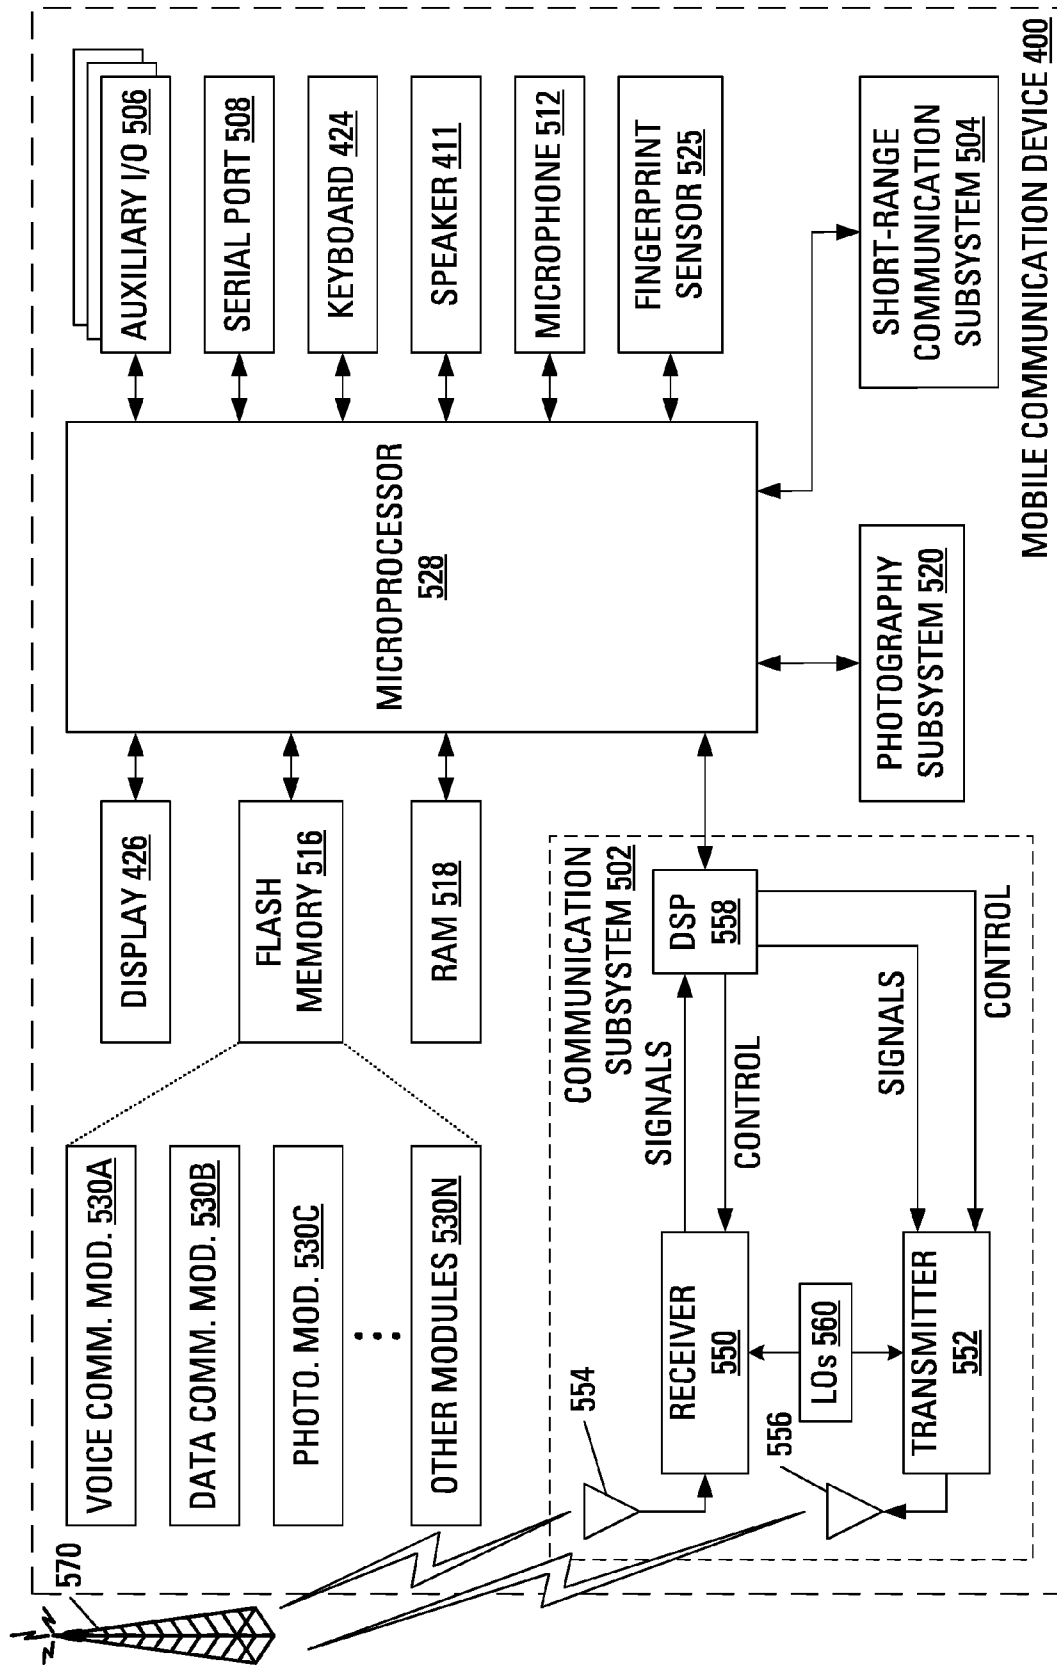 570
VOICE COMM. MOD. 530A
DATA COMM. MOD. 530B
PHOTO. MOD. 530C
OTHER MODULES 530N
DISPLAY 426
FLASH
MEMORY 516
RAM 518
MICROPROCESSOR
528
AUXILIARY I/O 506
SERIAL PORT 508
KEYBOARD 424
SPEAKER 411
MICROPHONE 512
FINGERPRINT
SENSOR 525
COMMUNICATION
SUBSYSTEM 502
554
RECEIVER
550
SIGNALS
CONTROL
DSP
558
LOs 560
556
TRANSMITTER
552
SIGNALS
CONTROL
PHOTOGRAPHY
SUBSYSTEM 520
SHORT-RANGE
COMMUNICATION
SUBSYSTEM 504
MOBILE COMMUNICATION DEVICE 400